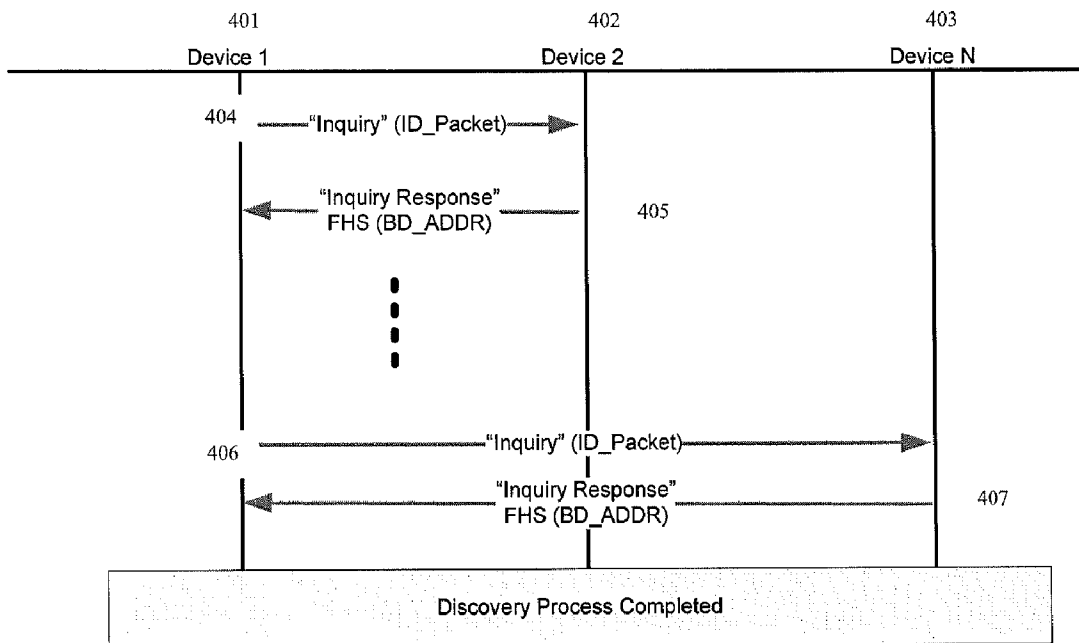 401 402 403
Device 1 Device 2 Device N
404 "Inquiry" (ID_Packet)
"Inquiry Response"
FHS (BD_ADDR) 405
406 "Inquiry" (ID_Packet)
"Inquiry Response"
FHS (BD_ADDR) 407
Discovery Process Completed